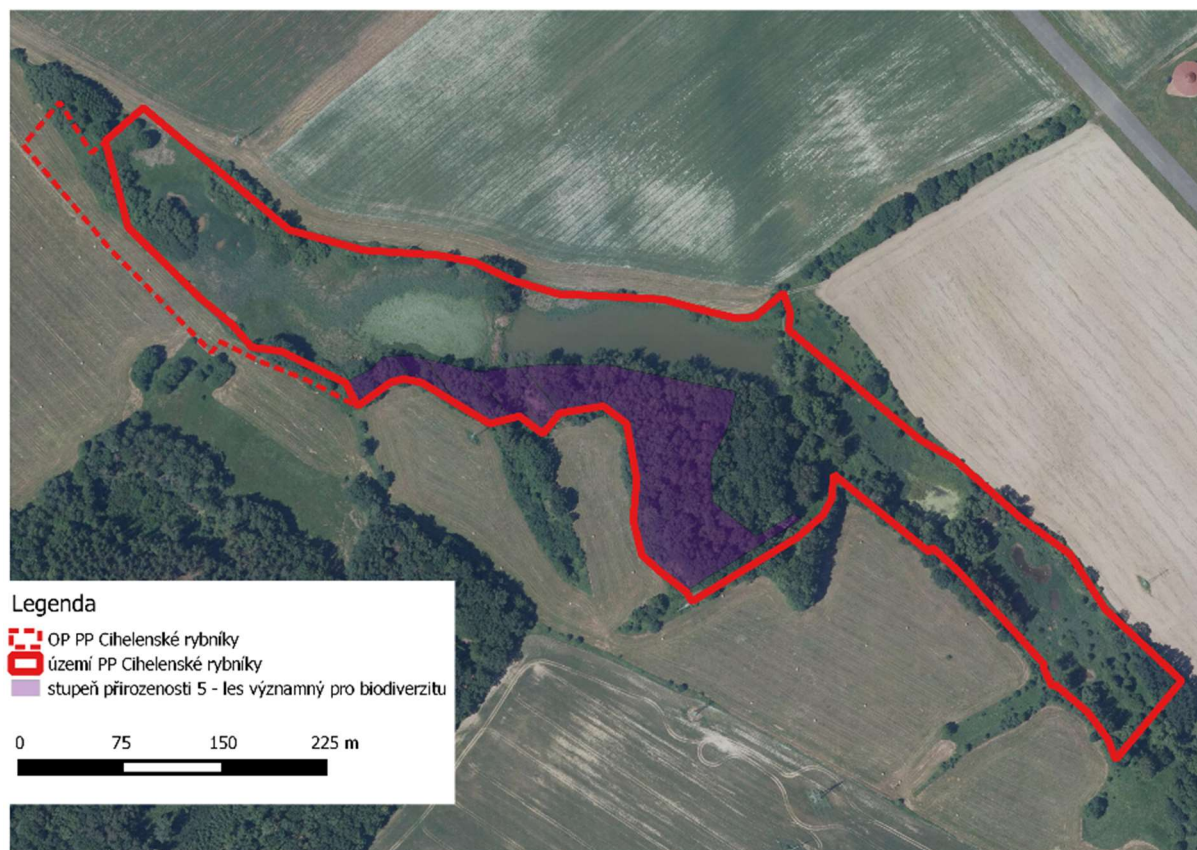 Legenda
OP PP Cihelenské rybníky
území PP Cihelenské rybníky
stupeň přirozenosti 5 - les významný pro biodiverzitu
0 75 150 225 m